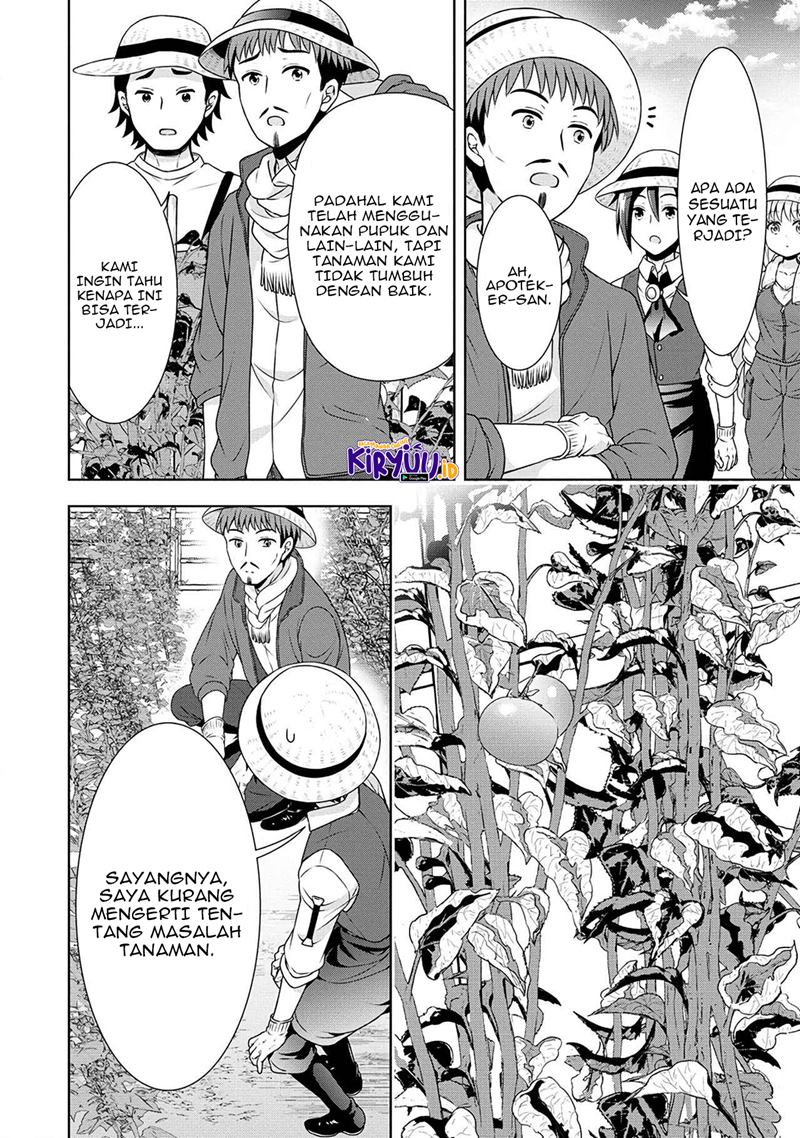 APA ADA
SESUATU
YANG TE-
RJADI?
AH,
APOTEK-
ER-SAN.
PADAHAL KAMI
TELAH MENGGU-
NAKAN PUPUK DAN
LAIN-LAIN, TAPI
TANAMAN KAMI
TIDAK TUMBUH
DENGAN BAIK.
KAMI
INGIN TAHU
KENAPA INI
BISA TER-
JADI...
KIRYUU.ID
SAYANGNYA,
SAYA KURANG
MENGERTI TEN-
TANG MASALAH
TANAMAN.